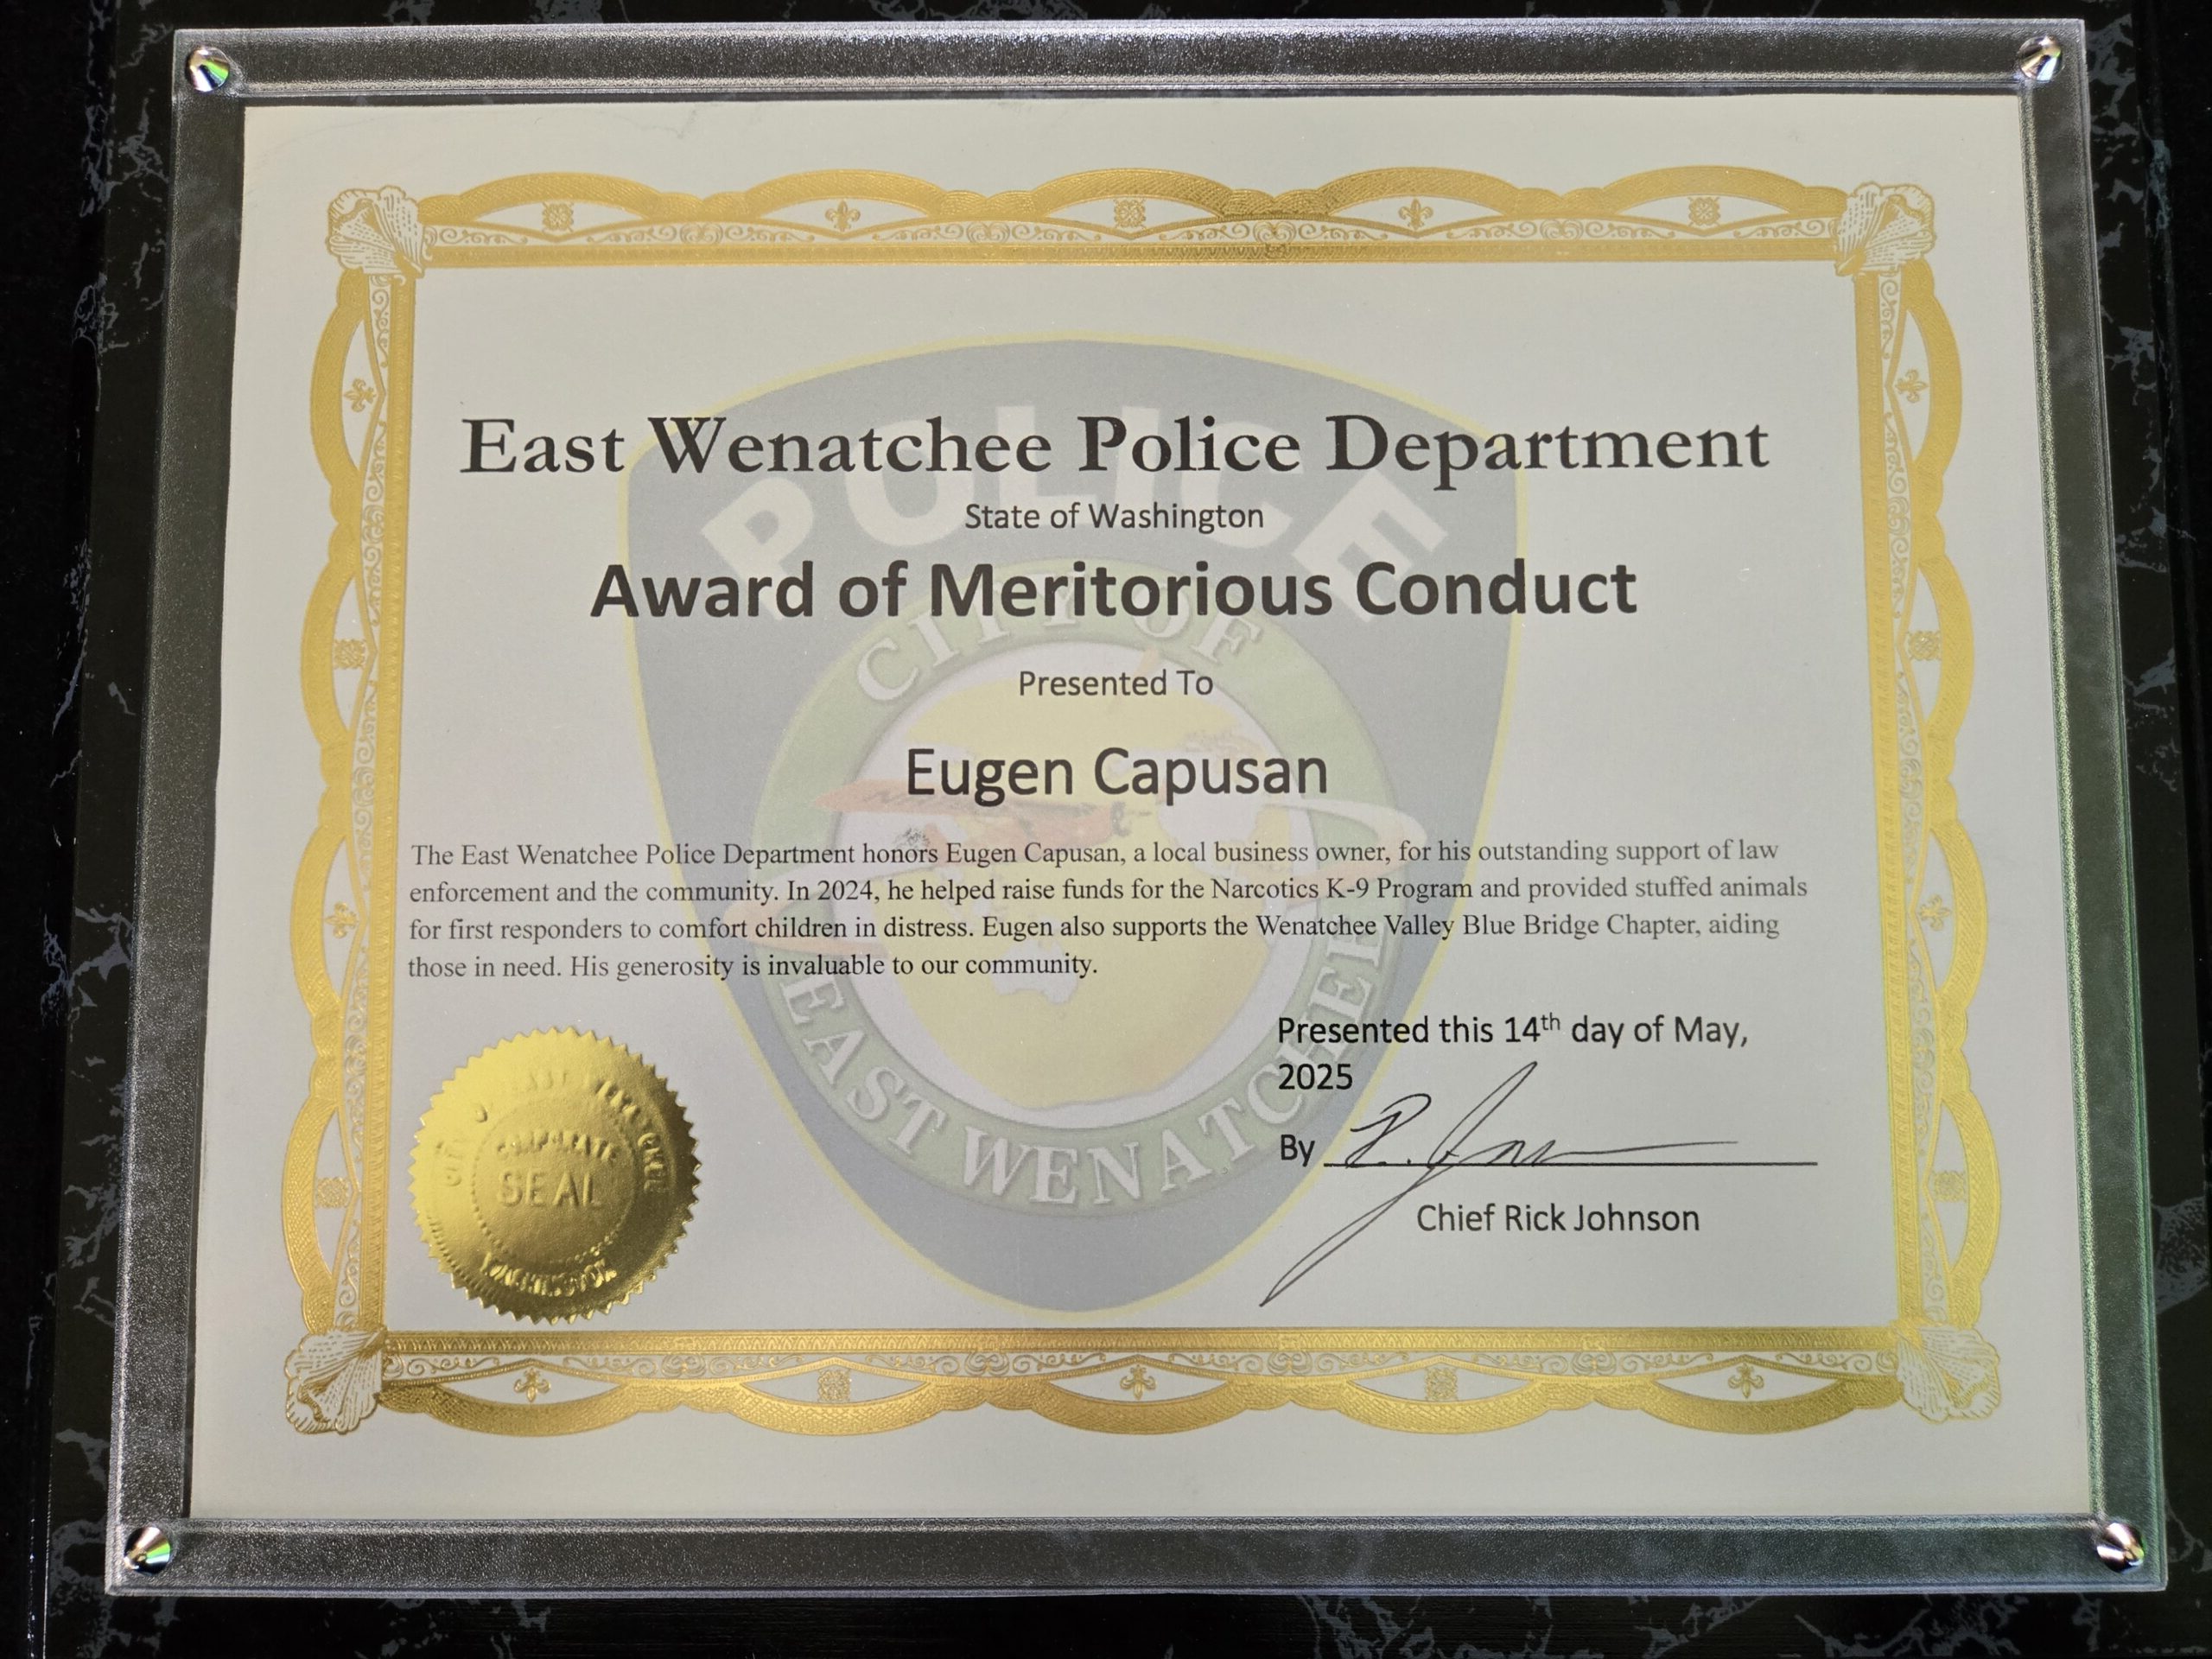 East Wenatchee Police Department
State of Washington
Award of Meritorious Conduct
Presented To
Eugen Capusan
The East Wenatchee Police Department honors Eugen Capusan, a local business owner, for his outstanding support of law
enforcement and the community. In 2024, he helped raise funds for the Narcotics K-9 Program and provided stuffed animals
for first responders to comfort children in distress. Eugen also supports the Wenatchee Valley Blue Bridge Chapter, aiding
those in need. His generosity is invaluable to our community.
Presented this 14th day of May,
2025
By
Chief Rick Johnson
POLICE
CITY OF
EAST WENATCHEE
CORPORATE
SEAL
WASHINGTON